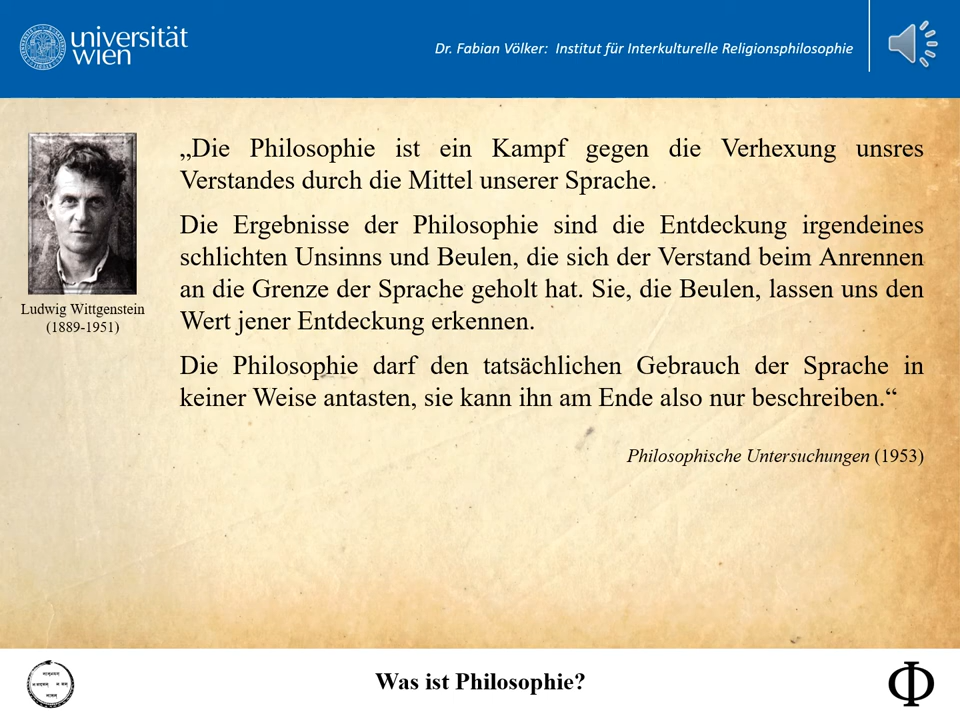 universität
wien
Dr. Fabian Völker: Institut für Interkulturelle Religionsphilosophie
„Die Philosophie ist ein Kampf gegen die Verhexung unsres
Verstandes durch die Mittel unserer Sprache.
Die Ergebnisse der Philosophie sind die Entdeckung irgendeines
schlichten Unsinns und Beulen, die sich der Verstand beim Anrennen
an die Grenze der Sprache geholt hat. Sie, die Beulen, lassen uns den
Wert jener Entdeckung erkennen.
Die Philosophie darf den tatsächlichen Gebrauch der Sprache in
keiner Weise antasten, sie kann ihn am Ende also nur beschreiben.“
Philosophische Untersuchungen (1953)
Ludwig Wittgenstein
(1889-1951)
Was ist Philosophie?
Φ